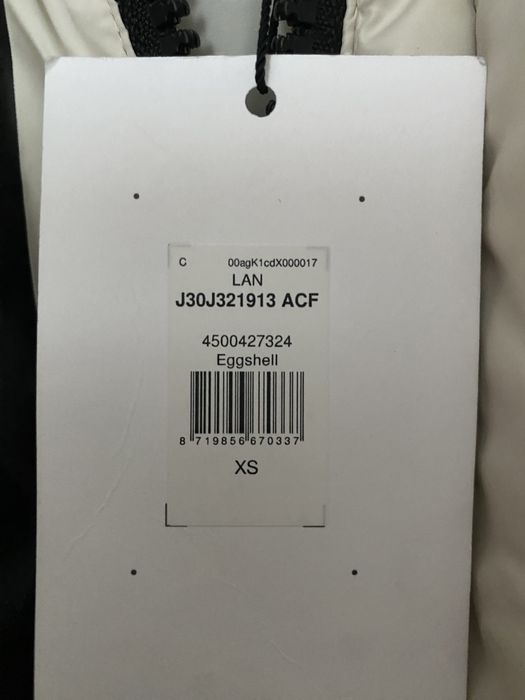 C 00agK1cdX000017
LAN
J30J321913 ACF
4500427324
Eggshell
8 719856 670337
XS